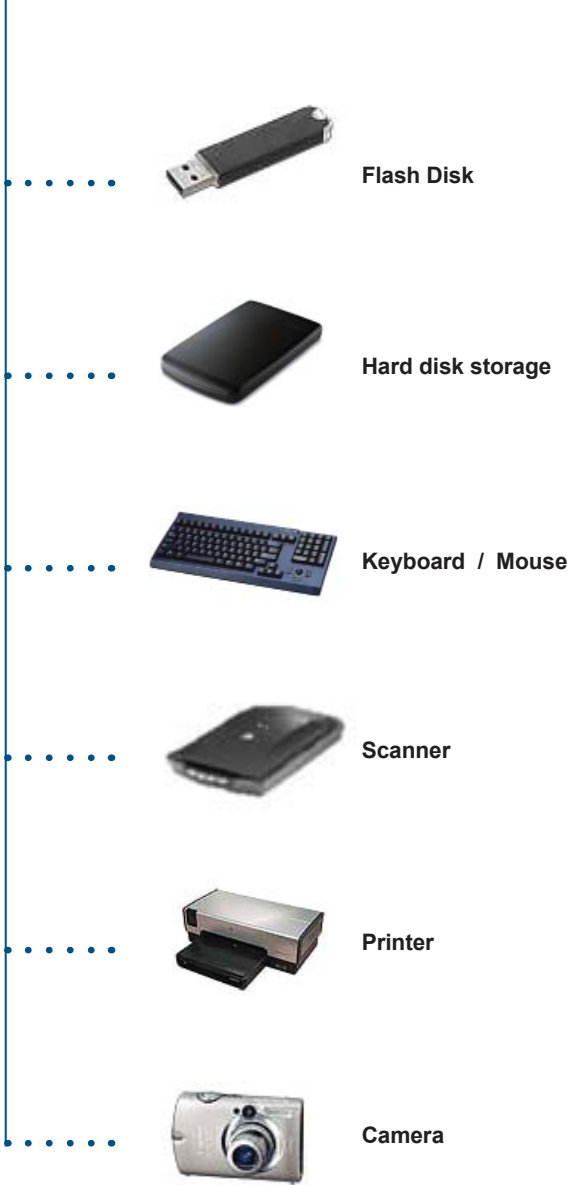 Flash Disk
Hard disk storage
Keyboard / Mouse
Scanner
Printer
Camera